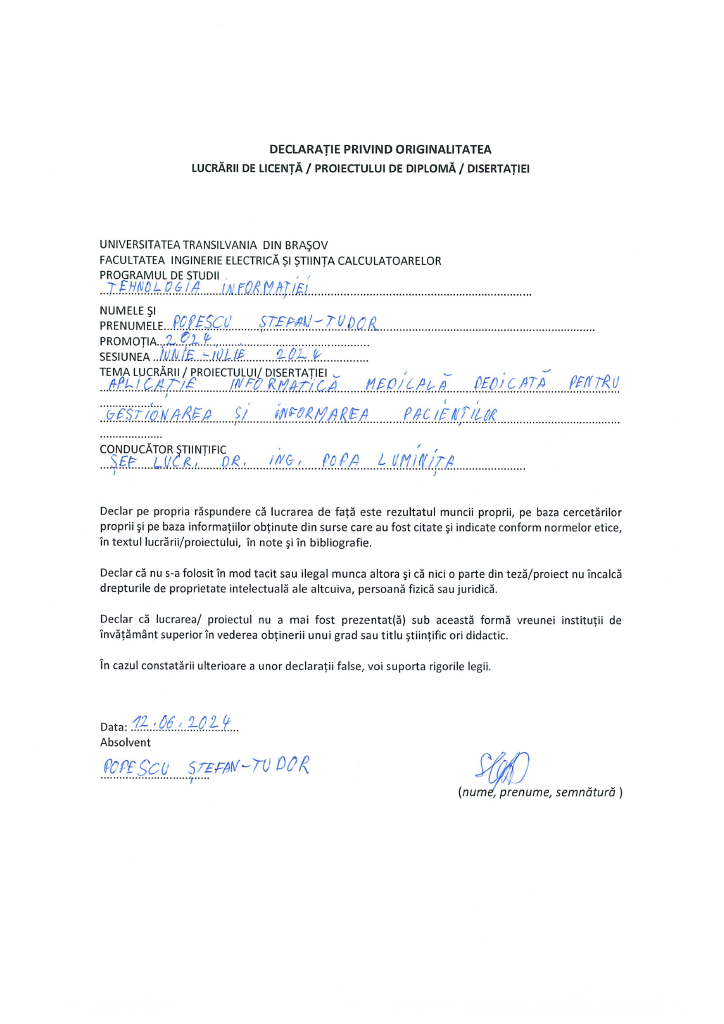 DECLARAȚIE PRIVIND ORIGINALITATEA
LUCRĂRII DE LICENȚĂ / PROIECTULUI DE DIPLOMĂ / DISERTAȚIEI
UNIVERSITATEA TRANSILVANIA DIN BRAȘOV
FACULTATEA INGINERIE ELECTRICĂ ȘI ȘTIINȚA CALCULATOARELOR
PROGRAMUL DE STUDII
TEHNOLOGIA INFORMAȚIEI
NUMELE ȘI
PRENUMELE POPESCU ȘTEFAN-TUDOR
PROMOȚIA 2024
SESIUNEA IUNIE-IULIE 2024
TEMA LUCRĂRII / PROIECTULUI/ DISERTAȚIEI
APLICAȚIE INFORMATICĂ MEDICALĂ DEDICATĂ PENTRU
GESTIONAREA ȘI INFORMAREA PACIENȚILOR
CONDUCĂTOR ȘTIINȚIFIC
ȘEF LUCR. DR. ING. POPA LUMINIȚA
Declar pe propria răspundere că lucrarea de față este rezultatul muncii proprii, pe baza cercetărilor
proprii și pe baza informațiilor obținute din surse care au fost citate și indicate conform normelor etice,
în textul lucrării/proiectului, în note și în bibliografie.
Declar că nu s-a folosit în mod tacit sau ilegal munca altora și că nici o parte din teză/proiect nu încalcă
drepturile de proprietate intelectuală ale altcuiva, persoană fizică sau juridică.
Declar că lucrarea/ proiectul nu a mai fost prezentat(ă) sub această formă vreunei instituții de
învățământ superior în vederea obținerii unui grad sau titlu științific ori didactic.
În cazul constatării ulterioare a unor declarații false, voi suporta rigorile legii.
Data: 12.06.2024
Absolvent
POPESCU ȘTEFAN-TUDOR
(nume, prenume, semnătură )